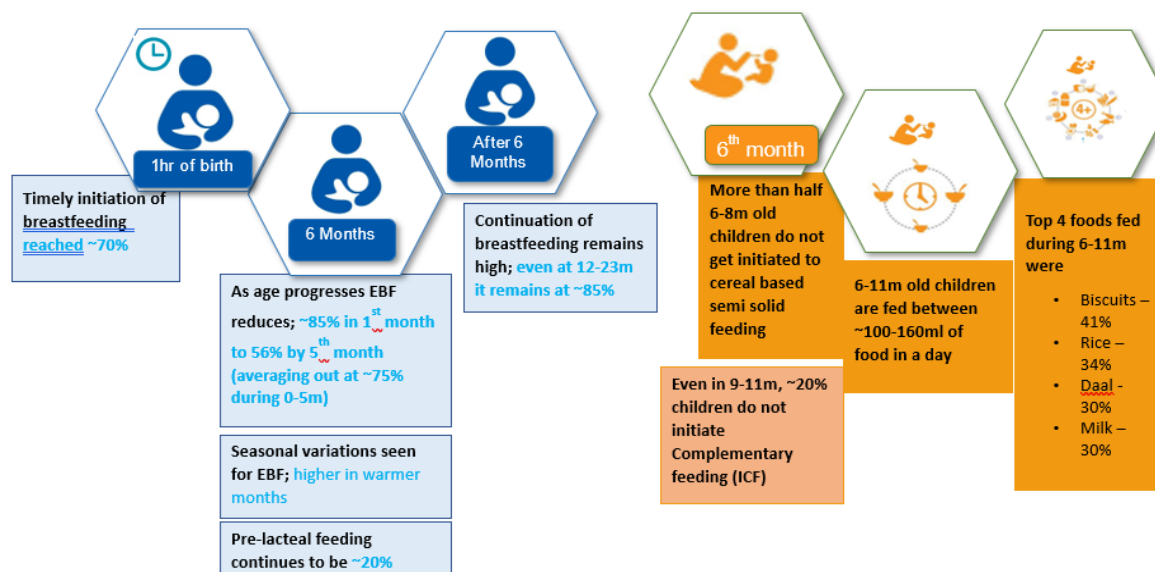 1hr of birth
Timely initiation of
breastfeeding
reached ~70%
6 Months
As age progresses EBF
reduces; ~85% in 1st month
to 56% by 5th month
(averaging out at ~75%
during 0-5m)
Seasonal variations seen
for EBF; higher in warmer
months
Pre-lacteal feeding
continues to be ~20%
After 6
Months
Continuation of
breastfeeding remains
high; even at 12-23m
it remains at ~85%
6th month
More than half
6-8m old
children do not
get initiated to
cereal based
semi solid
feeding
Even in 9-11m, ~20%
children do not
initiate
Complementary
feeding (ICF)
6-11m old children
are fed between
~100-160ml of
food in a day
4+
Top 4 foods fed
during 6-11m
were
• Biscuits –
41%
• Rice –
34%
• Daal -
30%
• Milk –
30%